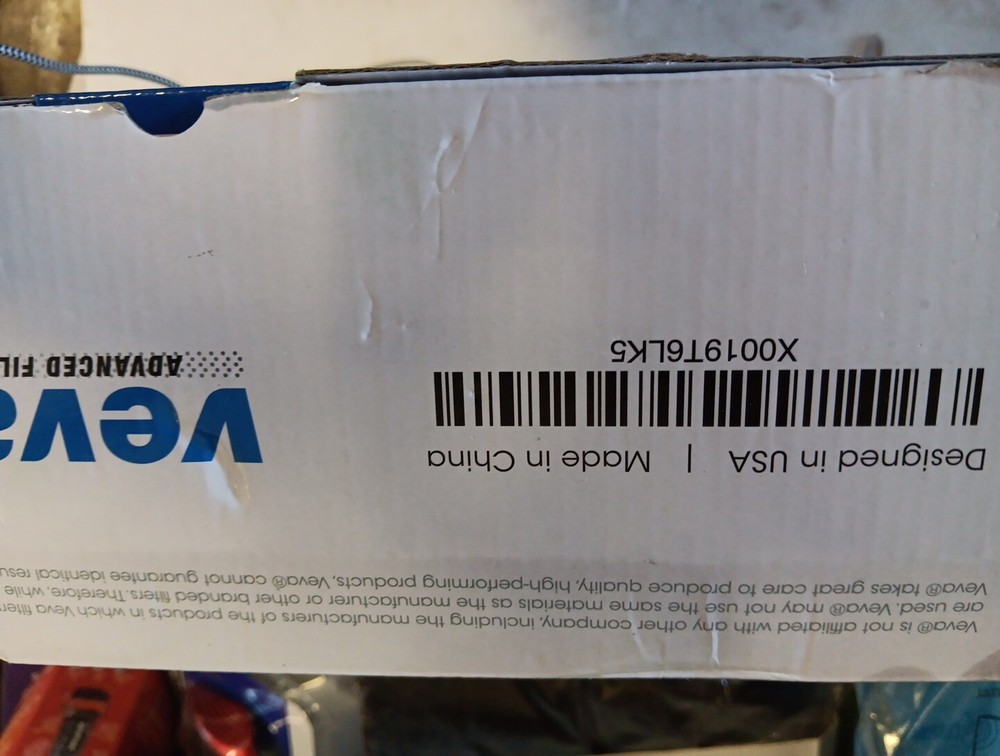 Veva® is not affiliated with any other company, including the manufacturers of the products in which Veva filters
are used. Veva® may not use the same materials as the manufacturer or other branded filters. Therefore, while
Veva® takes great care to produce quality, high-performing products, Veva® cannot guarantee identical
Designed in USA | Made in China
X0019T6LK5
veva
ADVANCED